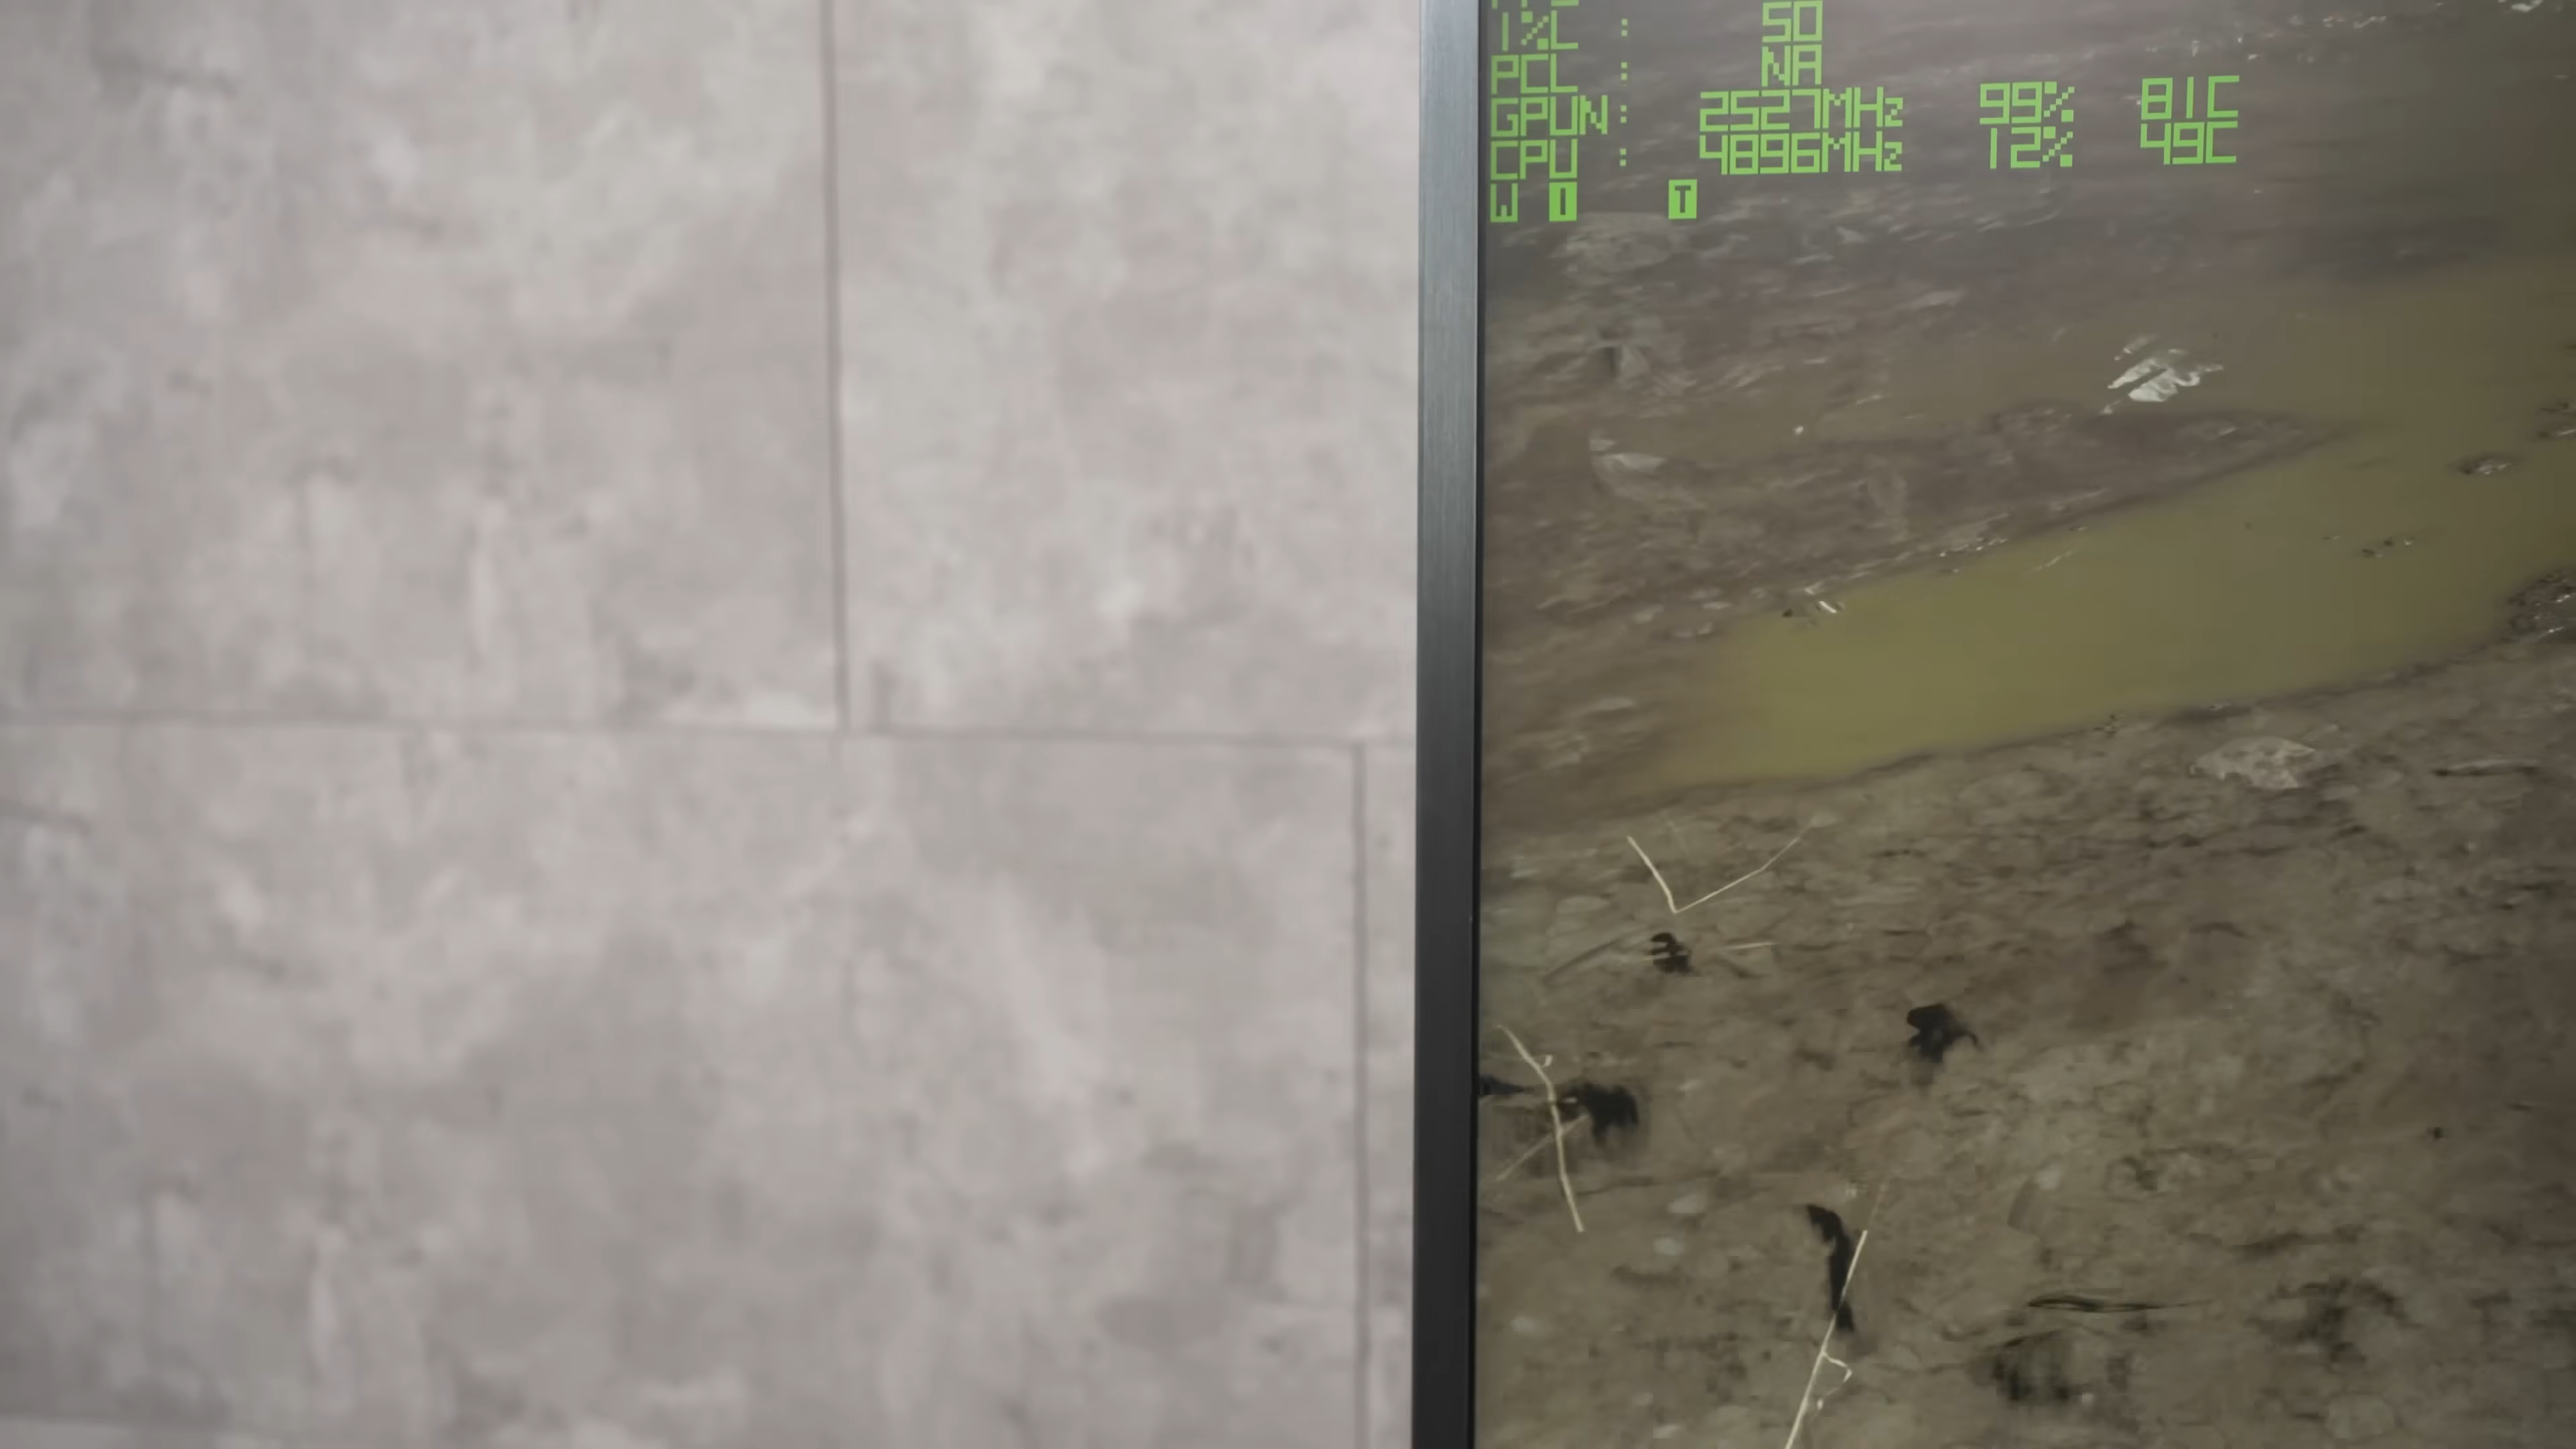 1%L : 50
PCL : NA
GPUN : 2527MHz 99% 81C
CPU : 4896MHz 12% 49C
W I T